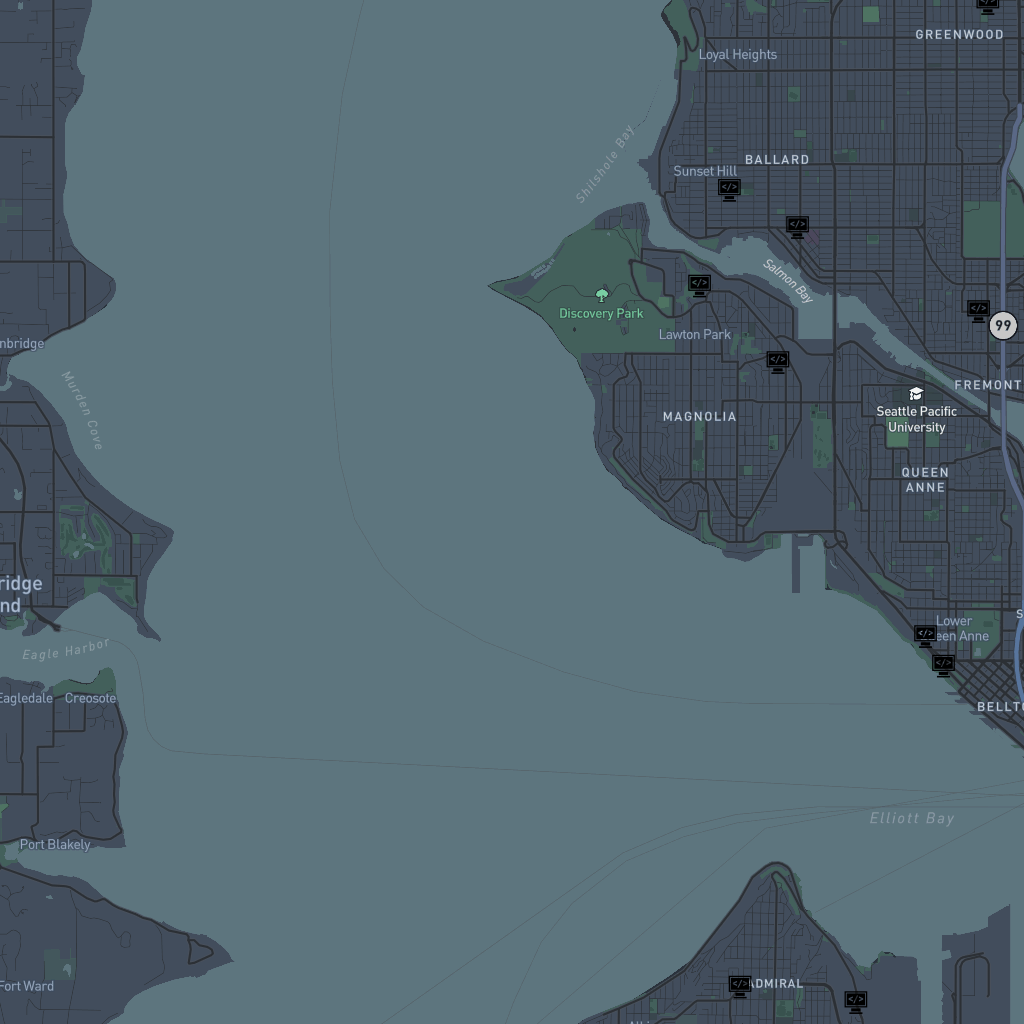 GREENWOOD
Loyal Heights
Shilshole Bay
BALLARD
Sunset Hill
</>
</>
Salmon Bay
</>
</>
Discovery Park
99
Lawton Park
nbridge
</>
FREMONT
Murden Cove
Seattle Pacific
University
MAGNOLIA
QUEEN
ANNE
ridge
nd
S
Lower
een Anne
</>
</>
Eagle Harbor
Eagledale
Creosote
BELLTO
Elliott Bay
Port Blakely
Fort Ward
</>
ADMIRAL
</>